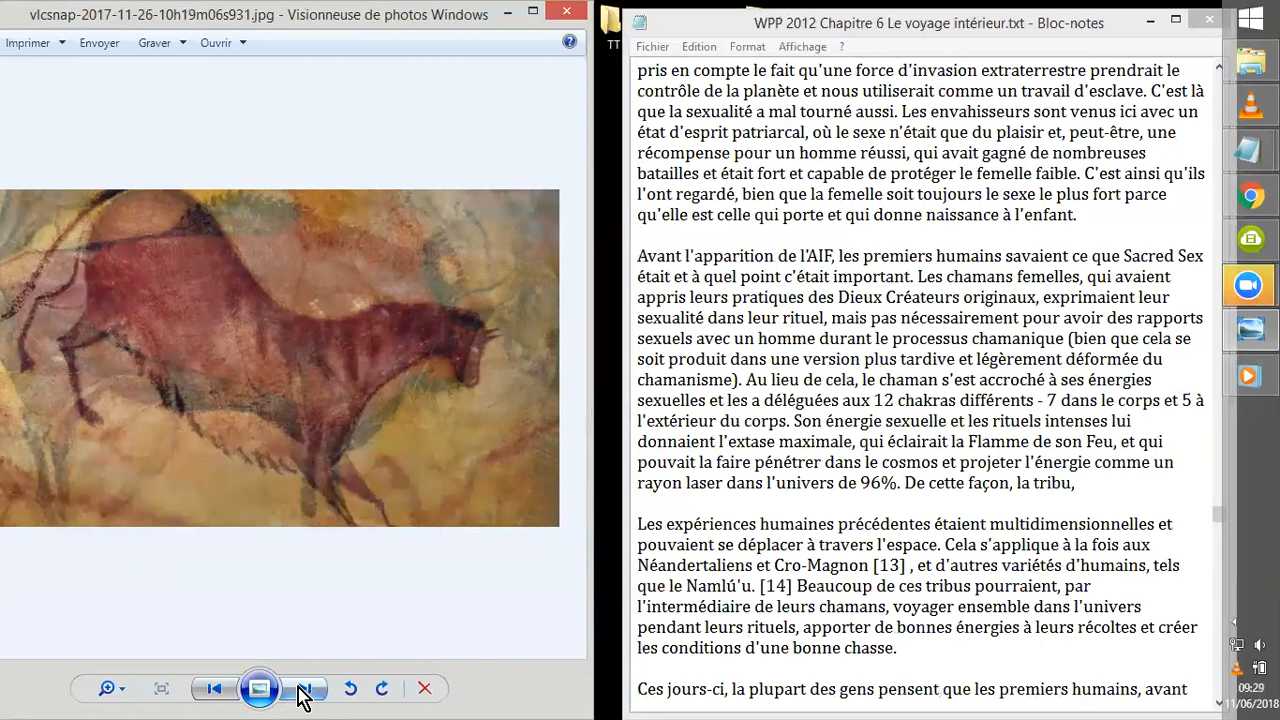 vlcsnap-2017-11-26-10h19m06s931.jpg - Visionneuse de photos Windows
Imprimer Envoyer Graver Ouvrir
TT
WPP 2012 Chapitre 6 Le voyage intérieur.txt - Bloc-notes
Fichier Edition Format Affichage ?
pris en compte le fait qu'une force d'invasion extraterrestre prendrait le
contrôle de la planète et nous utiliserait comme un travail d'esclave. C'est là
que la sexualité a mal tourné aussi. Les envahisseurs sont venus ici avec un
état d'esprit patriarcal, où le sexe n'était que du plaisir et, peut-être, une
récompense pour un homme réussi, qui avait gagné de nombreuses
batailles et était fort et capable de protéger le femelle faible. C'est ainsi qu'ils
l'ont regardé, bien que la femelle soit toujours le sexe le plus fort parce
qu'elle est celle qui porte et qui donne naissance à l'enfant.
Avant l'apparition de l'AIF, les premiers humains savaient ce que Sacred Sex
était et à quel point c'était important. Les chamans femelles, qui avaient
appris leurs pratiques des Dieux Créateurs originaux, exprimaient leur
sexualité dans leur rituel, mais pas nécessairement pour avoir des rapports
sexuels avec un homme durant le processus chamanique (bien que cela se
soit produit dans une version plus tardive et légèrement déformée du
chamanisme). Au lieu de cela, le chaman s'est accroché à ses énergies
sexuelles et les a déléguées aux 12 chakras différents - 7 dans le corps et 5 à
l'extérieur du corps. Son énergie sexuelle et les rituels intenses lui
donnaient l'extase maximale, qui éclairait la Flamme de son Feu, et qui
pouvait la faire pénétrer dans le cosmos et projeter l'énergie comme un
rayon laser dans l'univers de 96%. De cette façon, la tribu,
Les expériences humaines précédentes étaient multidimensionnelles et
pouvaient se déplacer à travers l'espace. Cela s'applique à la fois aux
Néandertaliens et Cro-Magnon [13] , et d'autres variétés d'humains, tels
que le Namlú'u. [14] Beaucoup de ces tribus pourraient, par
l'intermédiaire de leurs chamans, voyager ensemble dans l'univers
pendant leurs rituels, apporter de bonnes énergies à leurs récoltes et créer
les conditions d'une bonne chasse.
Ces jours-ci, la plupart des gens pensent que les premiers humains, avant
09:29
11/06/2018